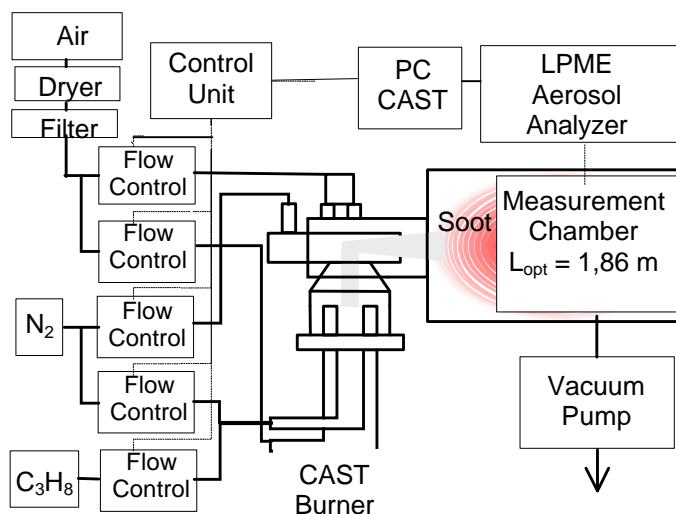 Air
Dryer
Filter
Control
Unit
PC
CAST
LPME
Aerosol
Analyzer
Flow
Control
Flow
Control
Soot
Measurement
Chamber
Lopt = 1,86 m
N2
Flow
Control
Flow
Control
C3H8
Flow
Control
CAST
Burner
Vacuum
Pump